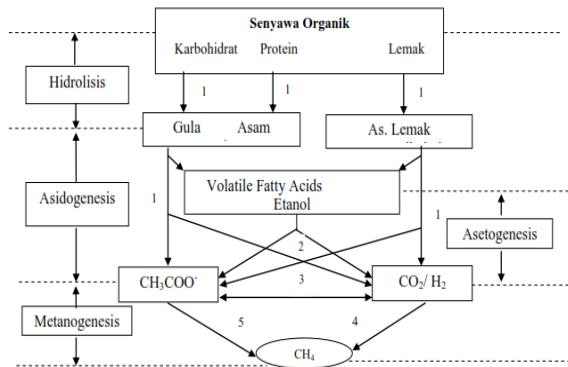 Senyawa Organik
Karbohidrat Protein Lemak
Hidrolisis
1 1 1
Gula Asam As. Lemak
Volatile Fatty Acids
Etanol
Asidogenesis
1 1
Asetogenesis
2
CH₃COO⁻ 3 CO₂/ H₂
Metanogenesis
5 4
CH₄